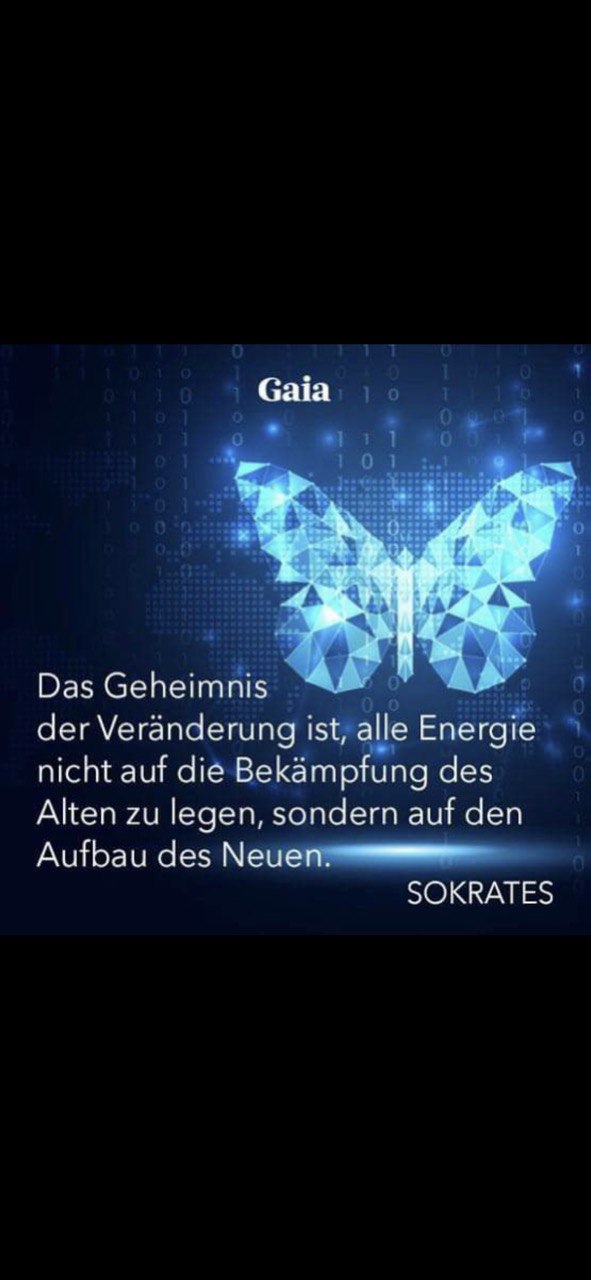 Gaia
Das Geheimnis
der Veränderung ist, alle Energie
nicht auf die Bekämpfung des
Alten zu legen, sondern auf den
Aufbau des Neuen.
SOKRATES